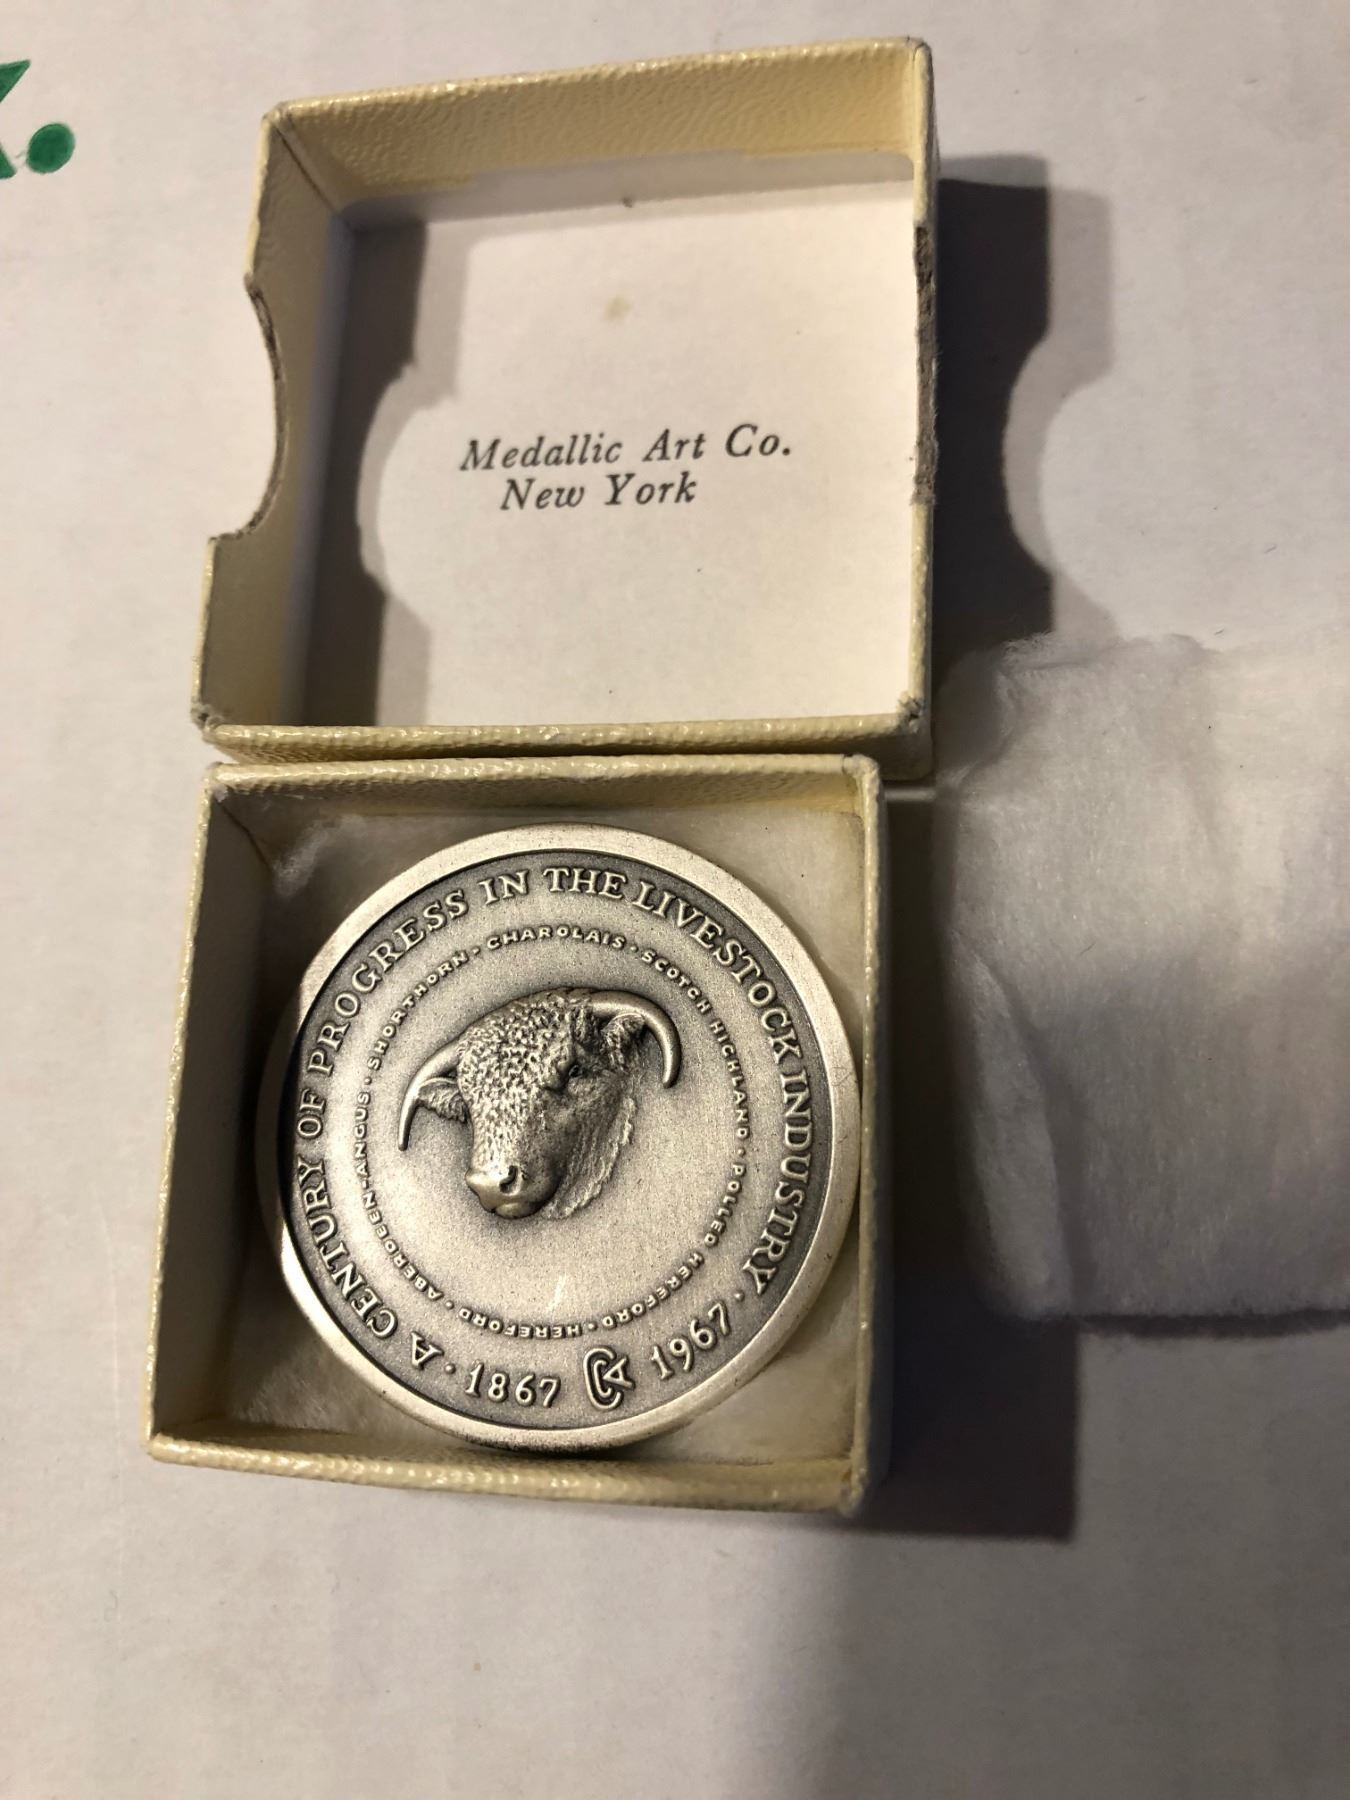 Medallic Art Co.
New York
A CENTURY OF PROGRESS IN THE LIVESTOCK INDUSTRY ·
· 1867 CCA 1967 ·
ABERDEEN-ANGUS · SHORTHORN · CHAROLAIS · SCOTCH HIGHLAND · POLLED HEREFORD · HEREFORD ·